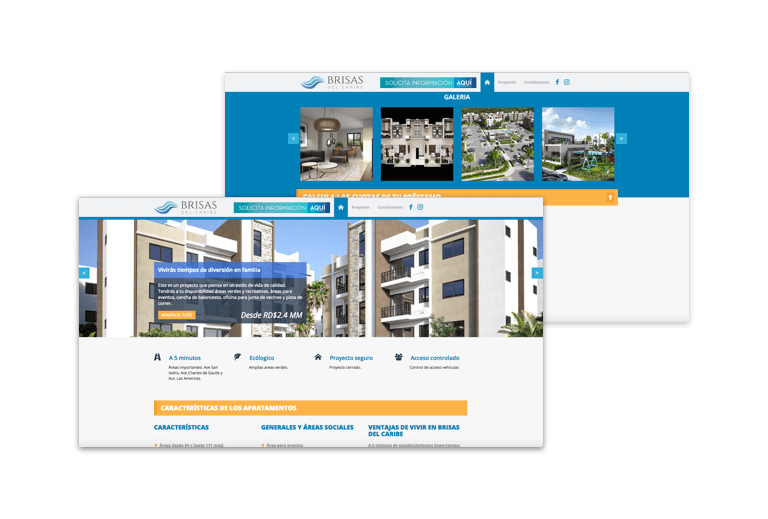 BRISAS
DEL CARIBE
SOLICITA INFORMACIÓN AQUÍ
Proyecto
Contáctenos
GALERIA
<
>
CALCULA LAS CUOTAS DE TU PRÉSTAMO
BRISAS
DEL CARIBE
SOLICITA INFORMACIÓN AQUÍ
Proyecto
Contáctenos
<
>
Vivirás tiempos de diversión en familia
Este es un proyecto que piensa en un estilo de vida de calidad.
Tendrás a tu disponibilidad áreas verdes y recreativas, áreas para
eventos, cancha de baloncesto, oficina para junta de vecinos y pista de
correr.
APARTA EL TUYO
Desde RD$2.4 MM
A 5 minutos
Áreas importantes: Ave San
Isidro, Ave Charles de Gaulle y
Aut. Las Americas.
Ecólogico
Amplias areas verdes.
Proyecto seguro
Proyecto cerrado.
Acceso controlado
Control de acceso vehicular.
CARACTERÍSTICAS DE LOS APARTAMENTOS
CARACTERÍSTICAS
Áreas desde 94 y hasta 111 mts2.
GENERALES Y ÁREAS SOCIALES
Área para eventos
VENTAJAS DE VIVIR EN BRISAS
DEL CARIBE
A 5 minutos de establecimientos importantes: